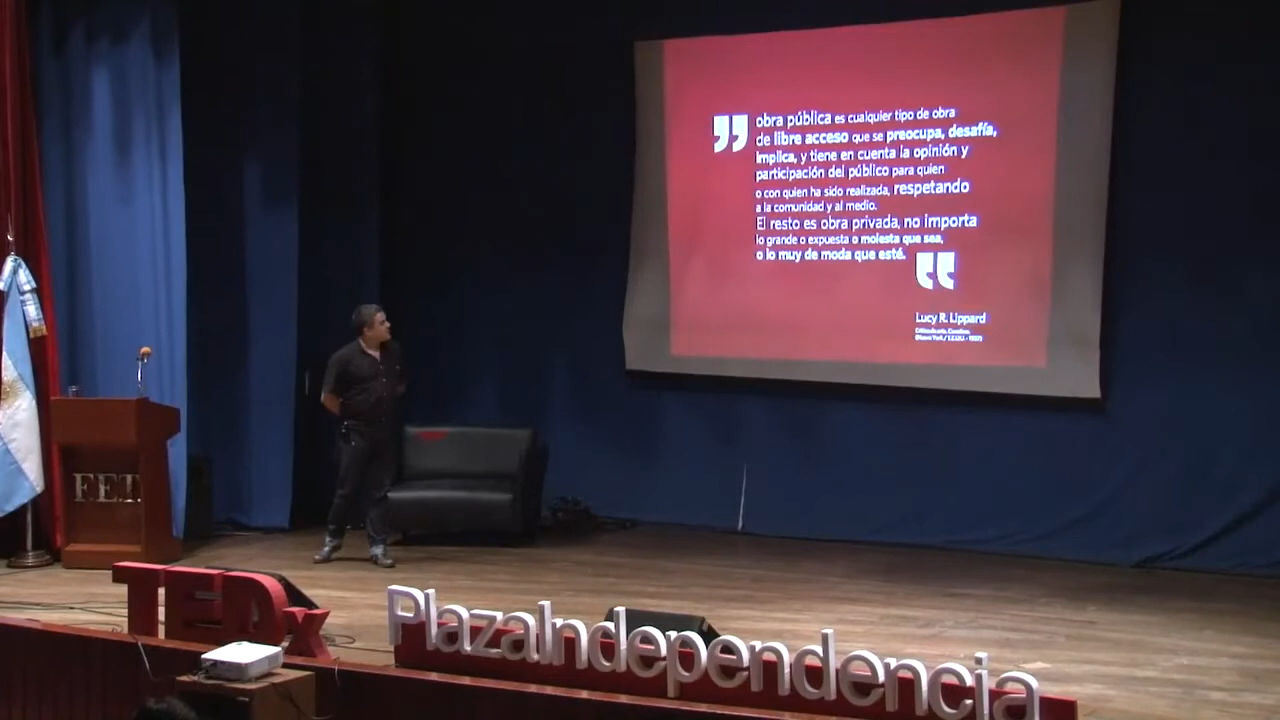 obra pública es cualquier tipo de obra
de libre acceso que se preocupa, desafía,
implica, y tiene en cuenta la opinión y
participación del público para quien
o con quien ha sido realizada, respetando
a la comunidad y al medio.
El resto es obra privada, no importa
lo grande o expuesta o molesta que sea,
o lo muy de moda que esté.
Lucy R. Lippard
F.E.T.
TEDx
PlazaIndependencia